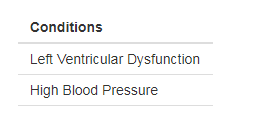 Conditions
Left Ventricular Dysfunction
High Blood Pressure